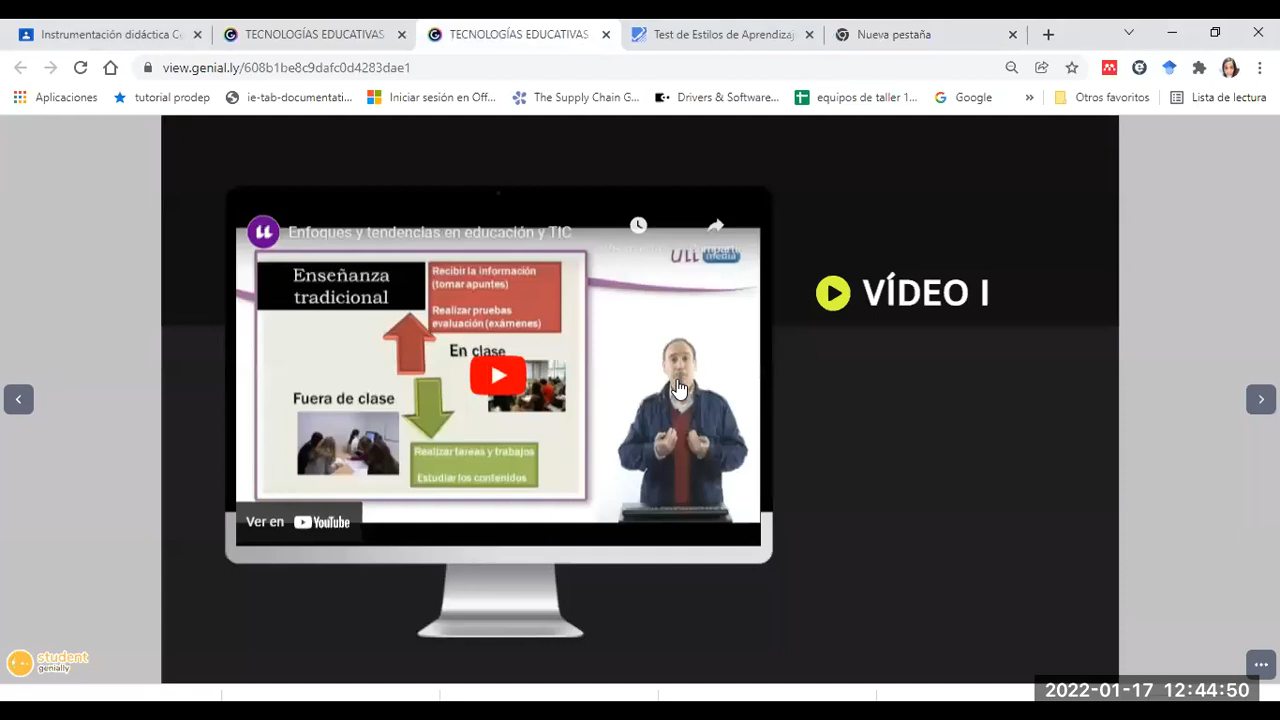 Instrumentación didáctica Co
TECNOLOGÍAS EDUCATIVAS
TECNOLOGÍAS EDUCATIVAS
Test de Estilos de Aprendizaj
Nueva pestaña
view.genial.ly/608b1be8c9dafc0d4283dae1
Aplicaciones
tutorial prodep
ie-tab-documentati...
Iniciar sesión en Off...
The Supply Chain G...
Drivers & Software...
equipos de taller 1...
Google
Otros favoritos
Lista de lectura
Enfoques y tendencias en educación y TIC
ULL media
Enseñanza
tradicional
Recibir la información
(tomar apuntes)
Realizar pruebas
evaluación (exámenes)
En clase
Fuera de clase
Realizar tareas y trabajos
Estudiar los contenidos
Ver en YouTube
VÍDEO I
student
genially
2022-01-17 12:44:50